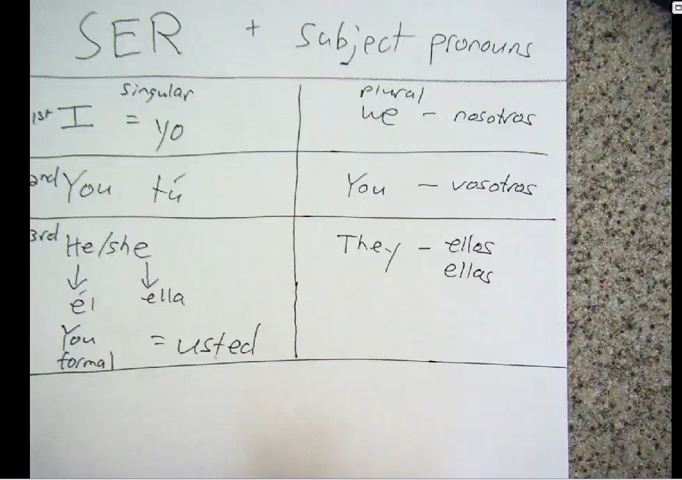 SER + subject pronouns
singular plural
1st I = yo we - nosotros
2nd You tú You - vosotros
3rd He/she They - ellos
él ella ellas
You formal = usted